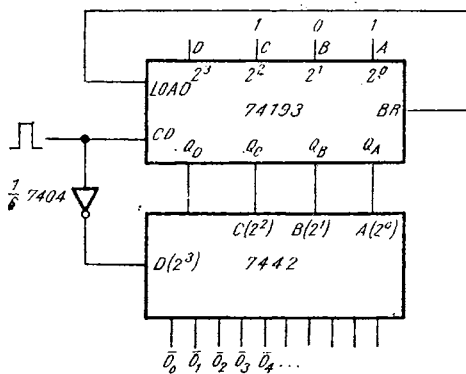 1 0 1
D C B A
2³ 2² 2¹ 2⁰
LOAD
74193
BR
CD
Q_D Q_C Q_B Q_A
1/6 7404
C(2²) B(2¹) A(2⁰)
D(2³) 7442
Ō₀ Ō₁ Ō₂ Ō₃ Ō₄ ...